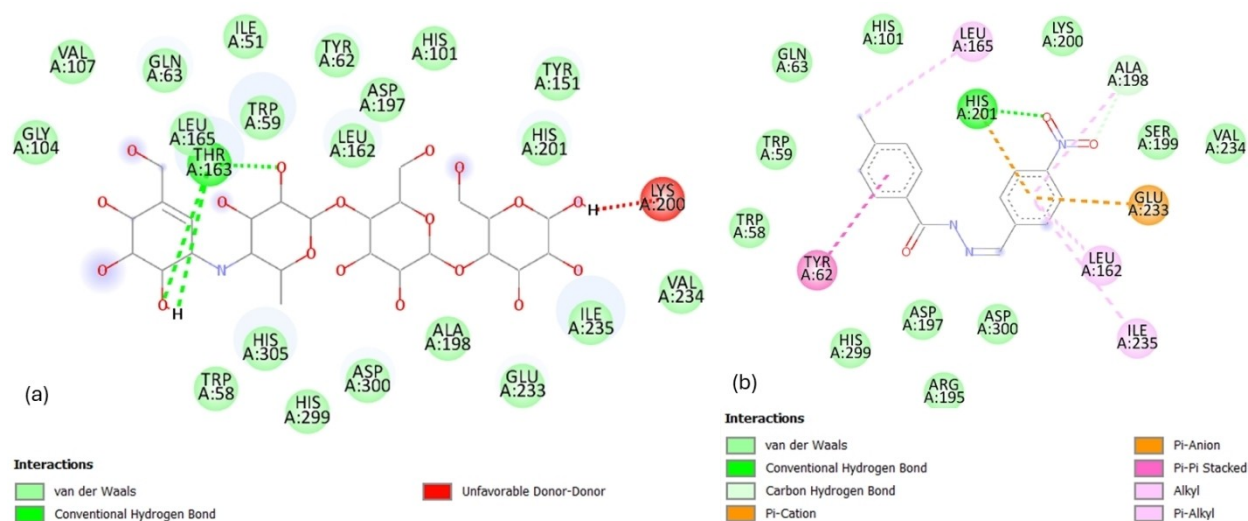 ILE
A:51
VAL
A:107
GLN
A:63
TYR
A:62
HIS
A:101
ASP
A:197
TYR
A:151
TRP
A:59
GLY
A:104
LEU
A:165
LEU
A:162
HIS
A:201
THR
A:163
O
O
O
O
LYS
A:200
O
O
O
O
O
H
O
O
O
O
O
N
O
O
O
O
O
O
H
VAL
A:234
ILE
A:235
HIS
A:305
ALA
A:198
TRP
A:58
ASP
A:300
GLU
A:233
HIS
A:299
(a)
Interactions
van der Waals
Conventional Hydrogen Bond
Unfavorable Donor-Donor
HIS
A:101
LEU
A:165
LYS
A:200
GLN
A:63
ALA
A:198
HIS
A:201
O
TRP
A:59
SER
A:199
VAL
A:234
N
O
GLU
A:233
TRP
A:58
N
O
N
TYR
A:62
LEU
A:162
ASP
A:197
ASP
A:300
ILE
A:235
HIS
A:299
ARG
A:195
(b)
Interactions
van der Waals
Conventional Hydrogen Bond
Carbon Hydrogen Bond
Pi-Cation
Pi-Anion
Pi-Pi Stacked
Alkyl
Pi-Alkyl